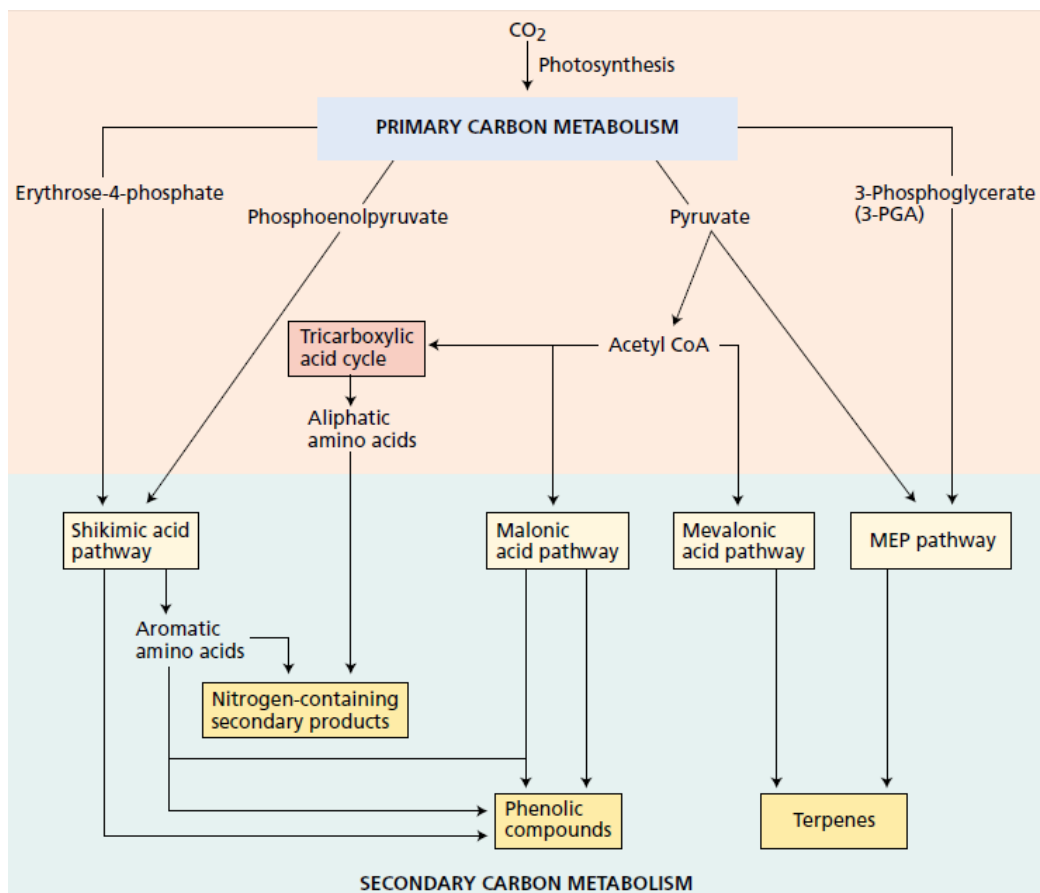 CO2
Photosynthesis
PRIMARY CARBON METABOLISM
Erythrose-4-phosphate
Phosphoenolpyruvate
Pyruvate
3-Phosphoglycerate
(3-PGA)
Tricarboxylic
acid cycle
Acetyl CoA
Aliphatic
amino acids
Shikimic acid
pathway
Malonic
acid pathway
Mevalonic
acid pathway
MEP pathway
Aromatic
amino acids
Nitrogen-containing
secondary products
Phenolic
compounds
Terpenes
SECONDARY CARBON METABOLISM